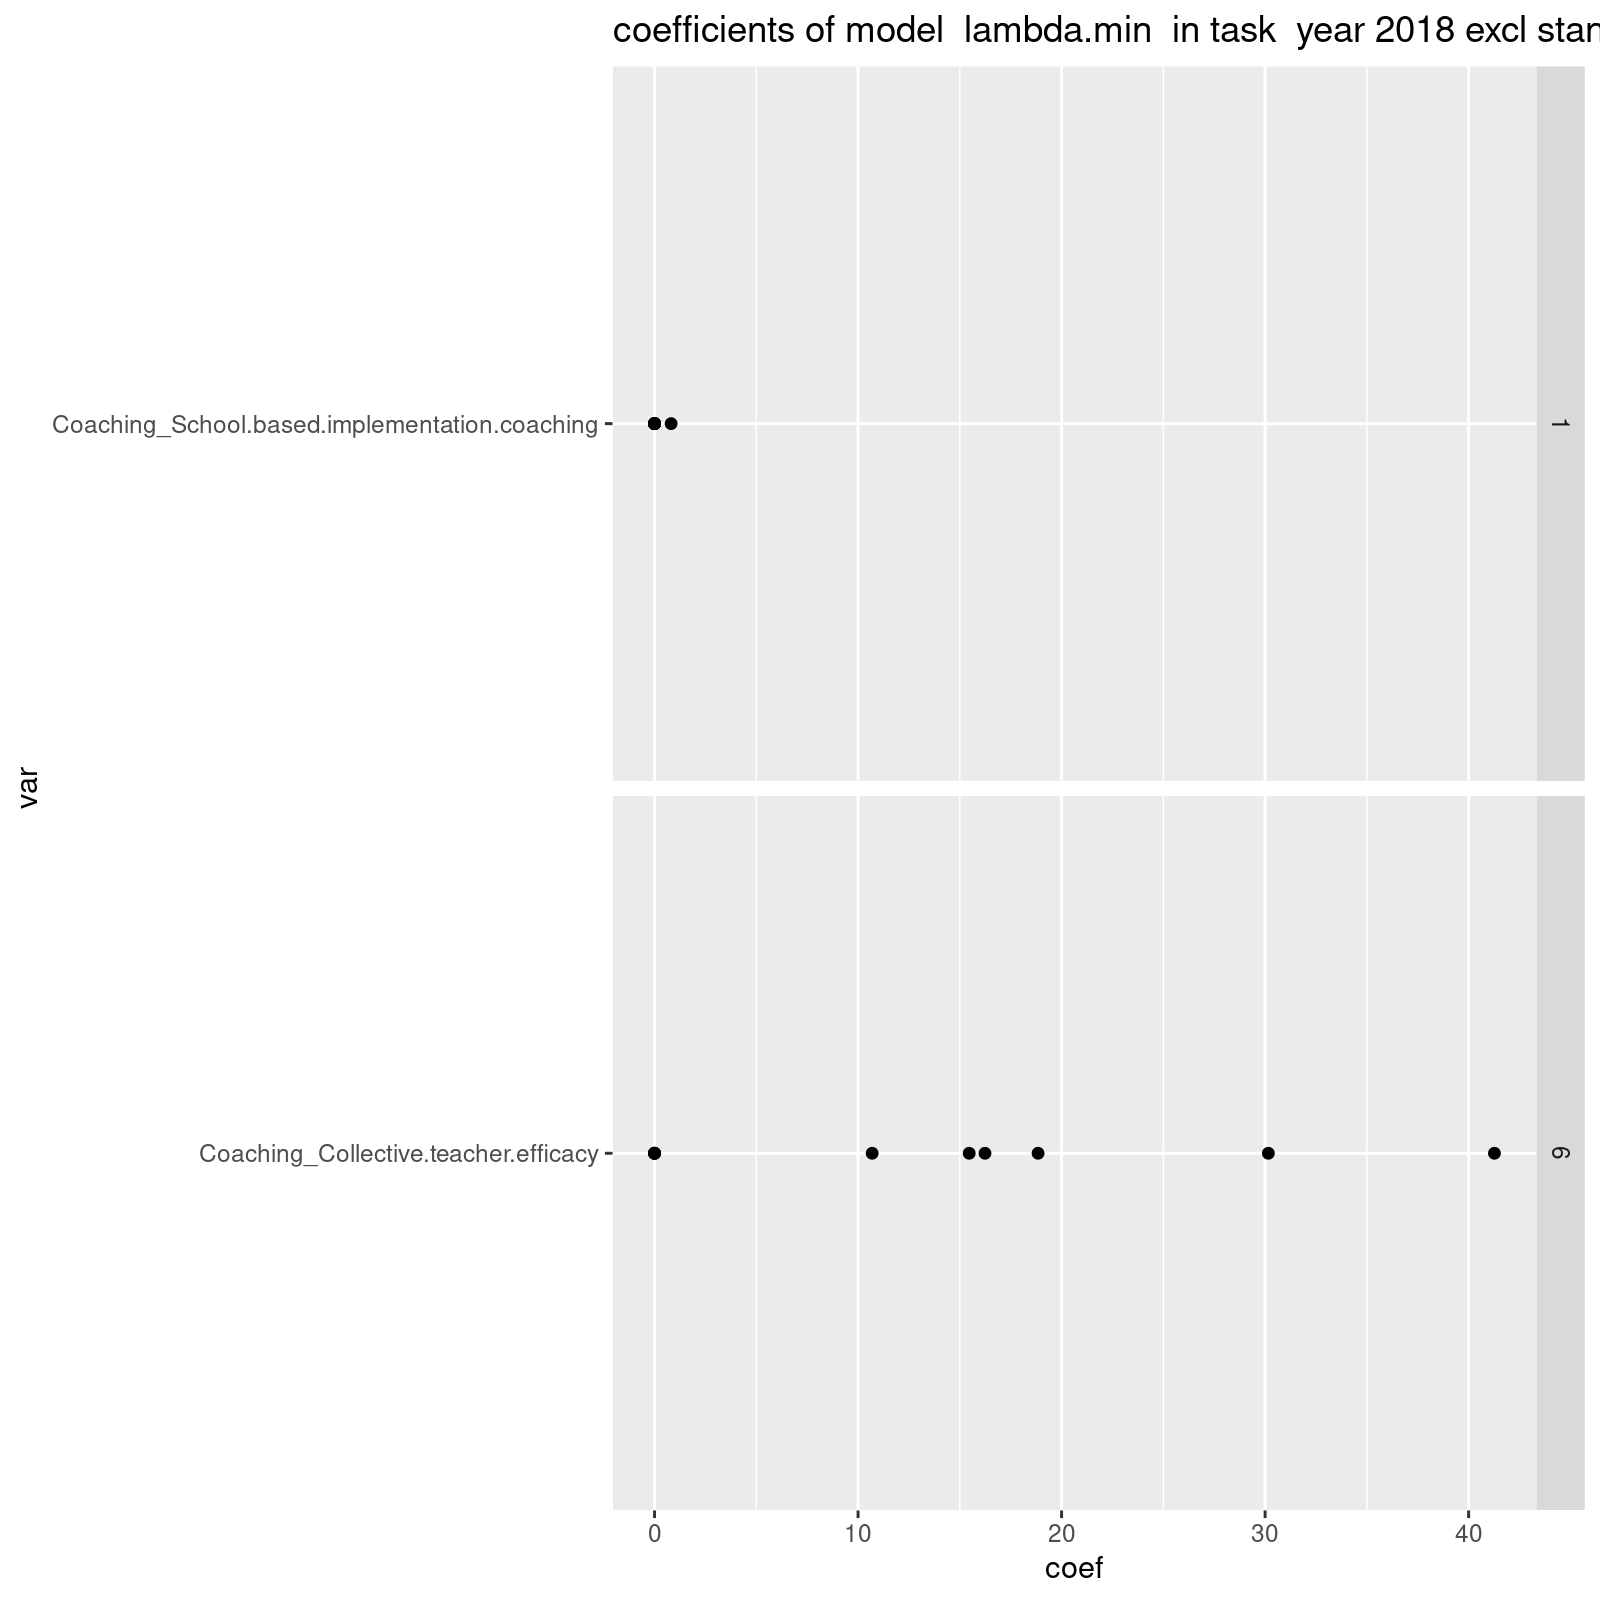 coefficients of model  lambda.min  in task  year 2018 excl stan
Coaching_School.based.implementation.coaching
1
var
Coaching_Collective.teacher.efficacy
6
0 10 20 30 40
coef